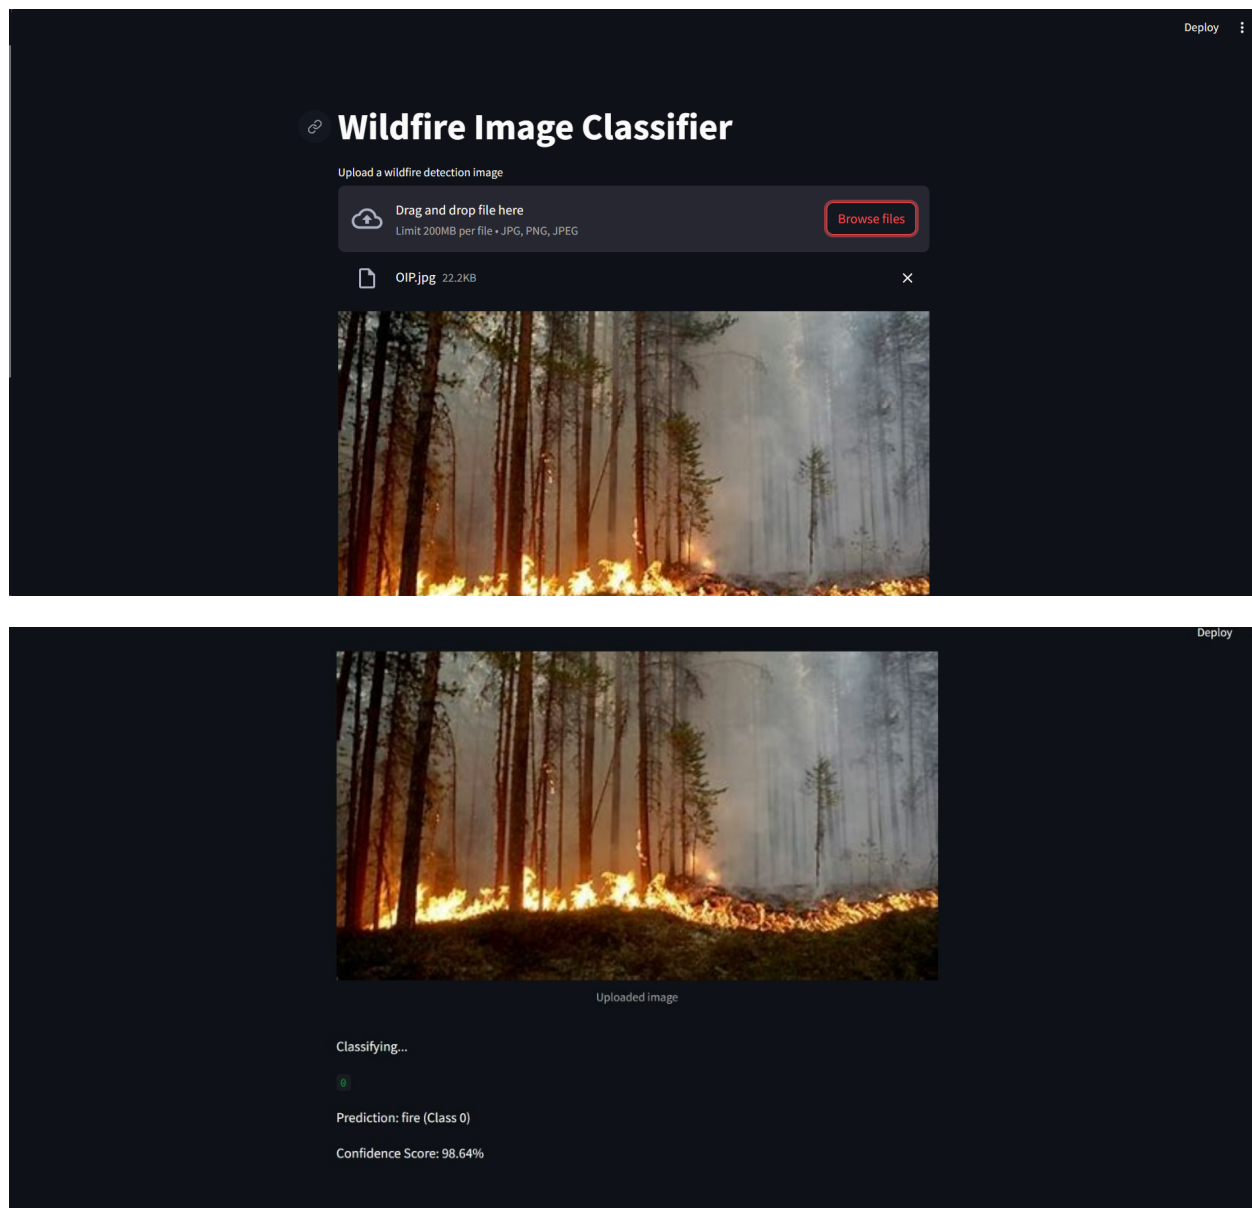 Deploy
Wildfire Image Classifier
Upload a wildfire detection image
Drag and drop file here
Limit 200MB per file • JPG, PNG, JPEG
Browse files
OIP.jpg 22.2KB
Deploy
Uploaded image
Classifying...
0
Prediction: fire (Class 0)
Confidence Score: 98.64%